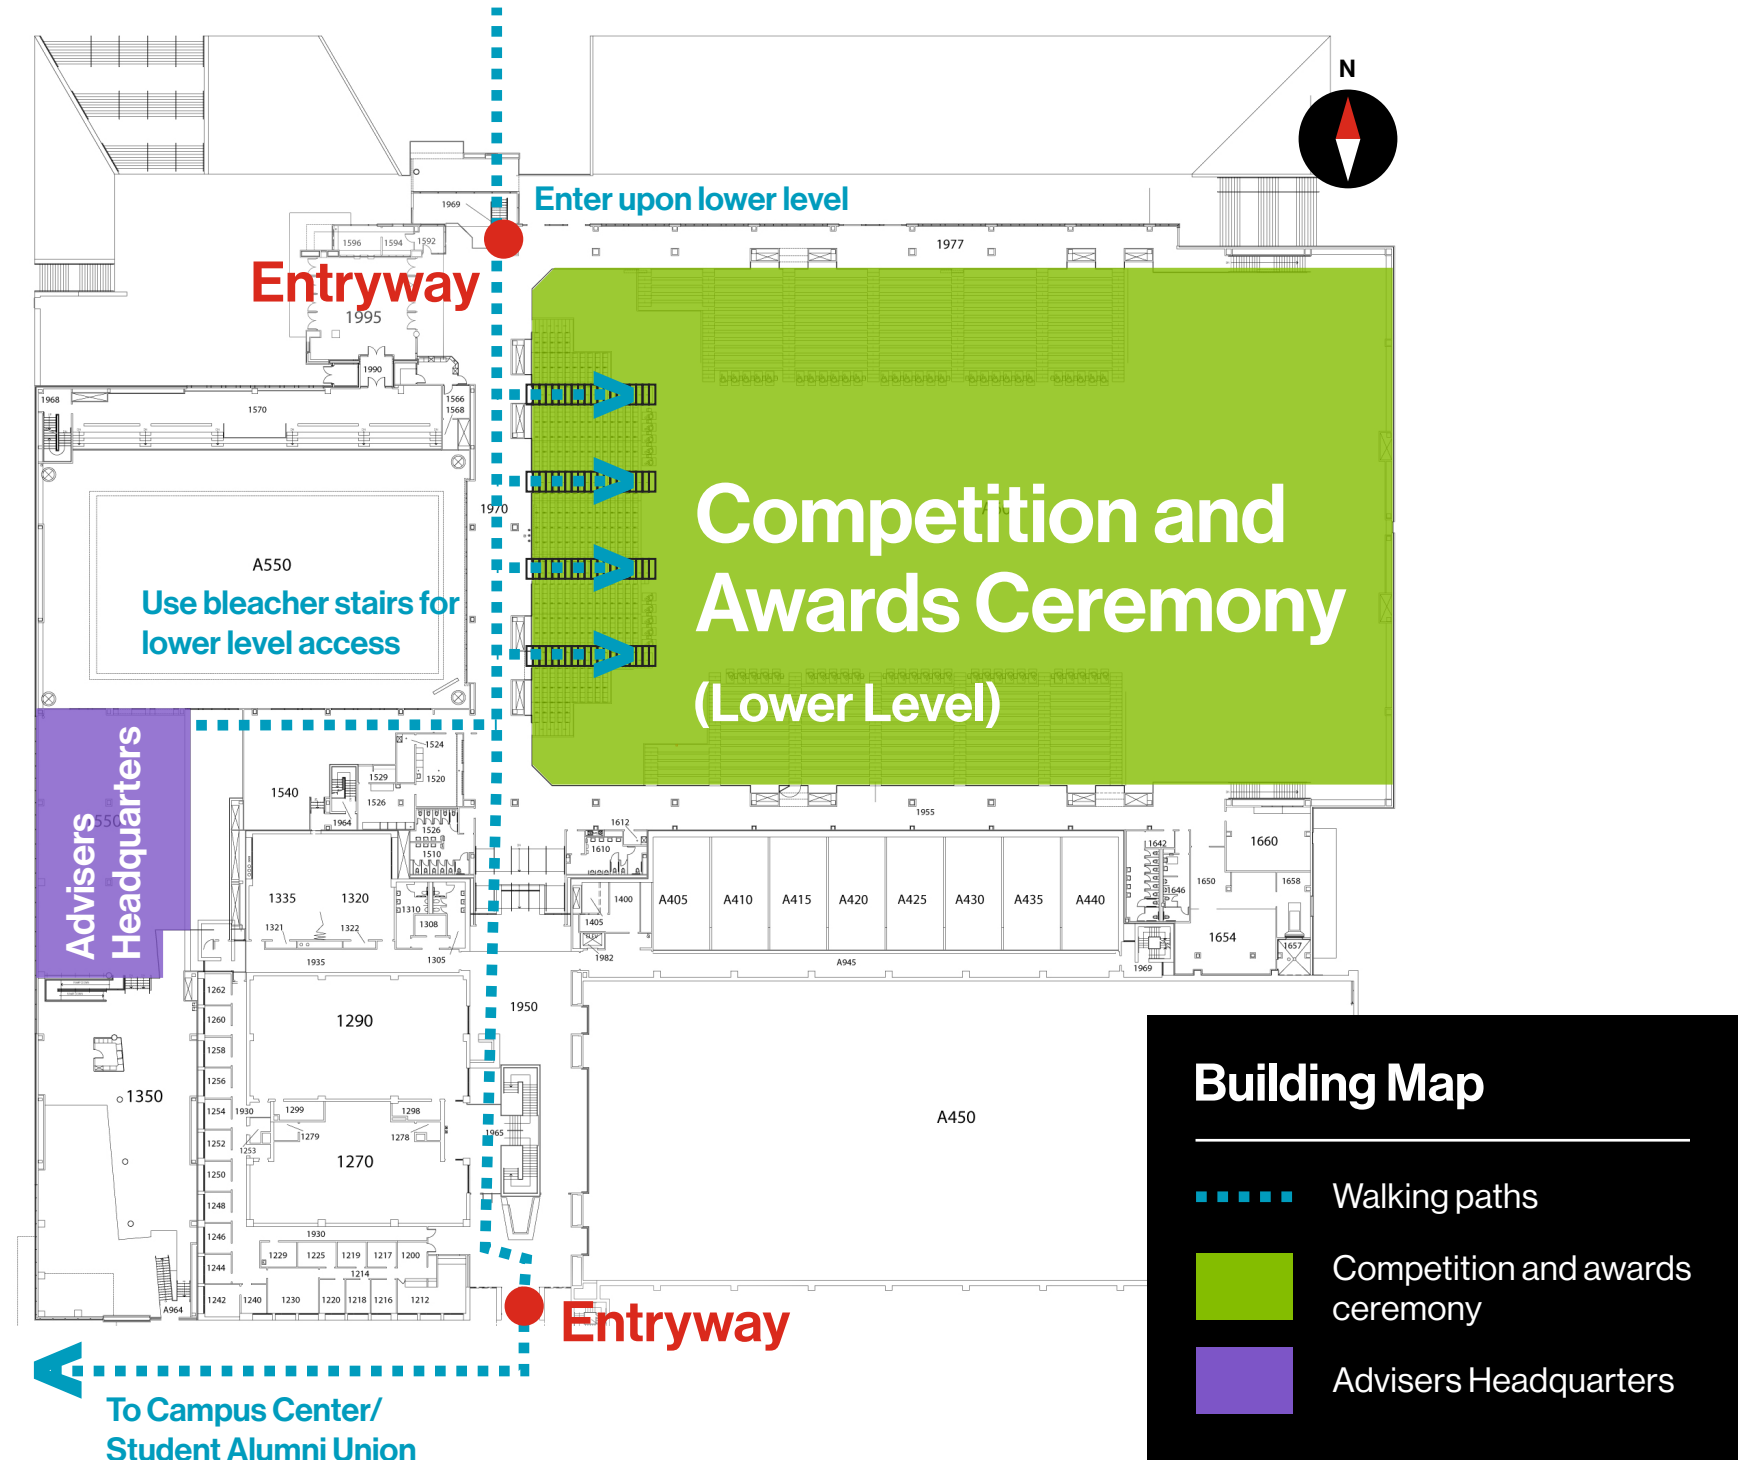 N
Enter upon lower level
1969
1977
1596
1594
1592
Entryway
1995
1990
1968
1566
1570
1568
1970
Competition and
Awards Ceremony
(Lower Level)
A550
Use bleacher stairs for
lower level access
Advisers
Headquarters
1524
1529
1520
1540
1526
1964
1526
1510
1612
1610
1955
1642
1660
1335
1320
1310
1308
1321
1322
1305
1935
1400
1405
1982
A405
A410
A415
A420
A425
A430
A435
A440
A945
1646
1650
1658
1654
1657
1969
1262
1260
1258
1256
1254
1252
1250
1248
1246
1244
1242
1290
1950
1350
1930
1299
1298
1279
1278
1253
1270
1965
A450
1930
1229
1225
1219
1217
1200
1214
1240
1230
1220
1218
1216
1212
A964
Entryway
To Campus Center/
Student Alumni Union
Building Map
Walking paths
Competition and awards
ceremony
Advisers Headquarters